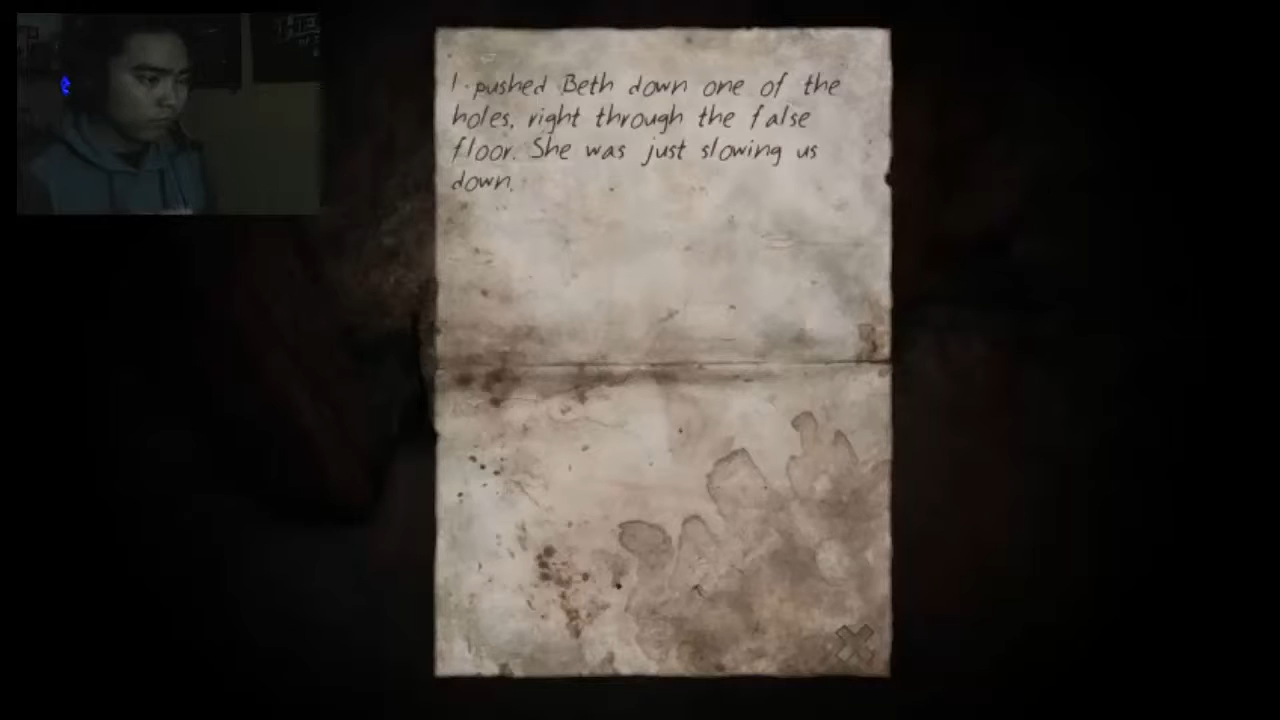 I pushed Beth down one of the
holes, right through the false
floor. She was just slowing us
down.